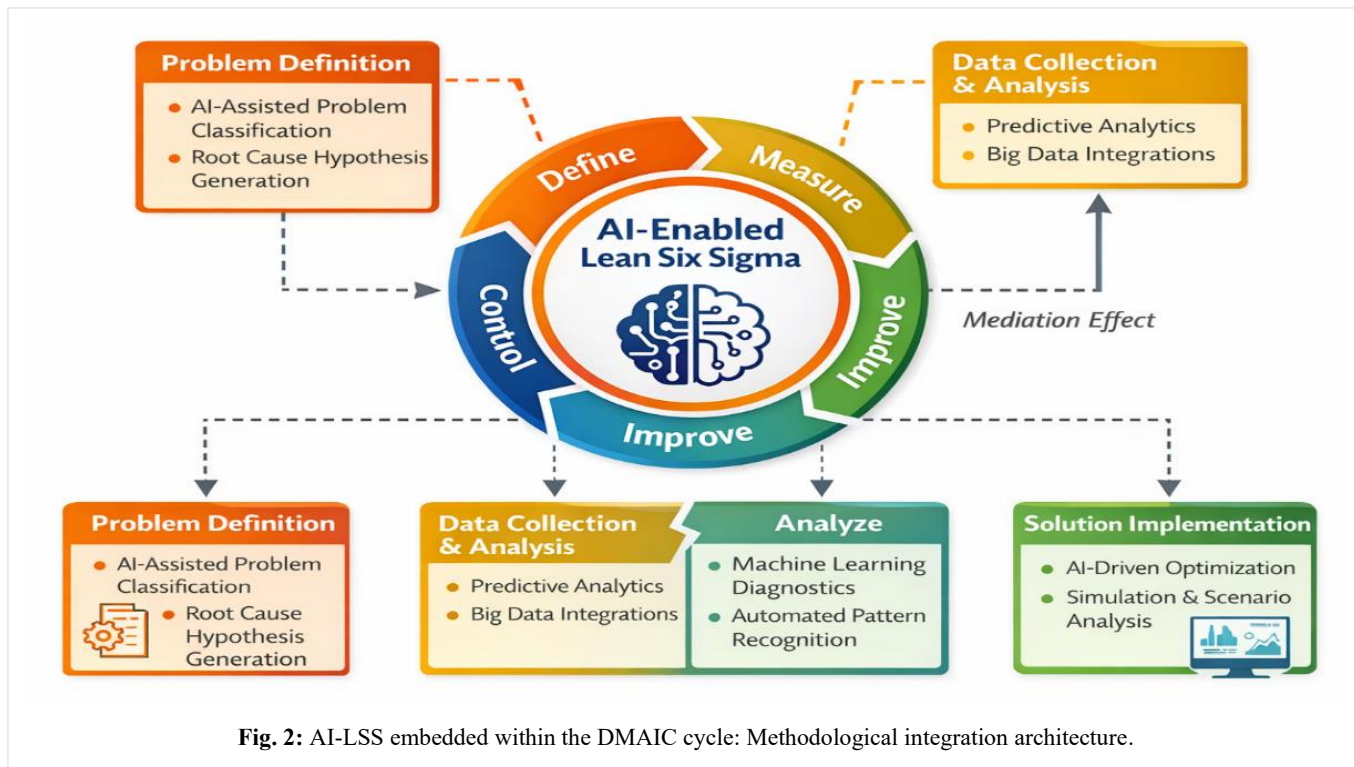 Problem Definition
• AI-Assisted Problem
Classification
• Root Cause Hypothesis
Generation
Data Collection
& Analysis
• Predictive Analytics
• Big Data Integrations
Define
Measure
AI-Enabled
Lean Six Sigma
Control
Improve
Mediation Effect
Improve
Problem Definition
• AI-Assisted Problem
Classification
• Root Cause
Hypothesis
Generation
Data Collection
& Analysis
• Predictive Analytics
• Big Data Integrations
Analyze
• Machine Learning
Diagnostics
• Automated Pattern
Recognition
Solution Implementation
• AI-Driven Optimization
• Simulation & Scenario
Analysis
Fig. 2: AI-LSS embedded within the DMAIC cycle: Methodological integration architecture.